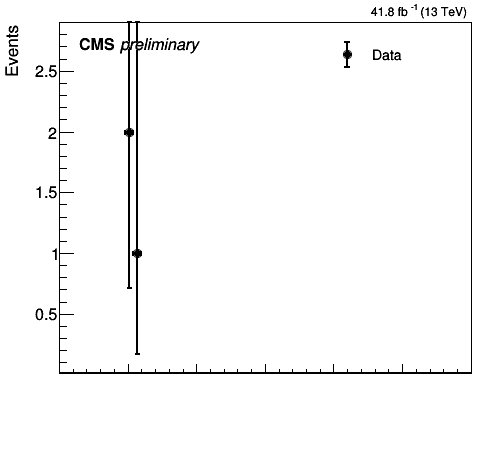 41.8 fb⁻¹ (13 TeV)
CMS preliminary
Data
Events
2.5
2
1.5
1
0.5